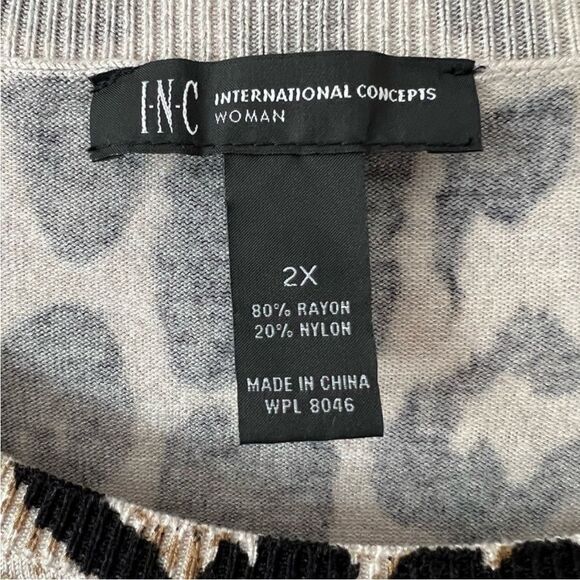 I·N·C INTERNATIONAL CONCEPTS
WOMAN
2X
80% RAYON
20% NYLON
MADE IN CHINA
WPL 8046